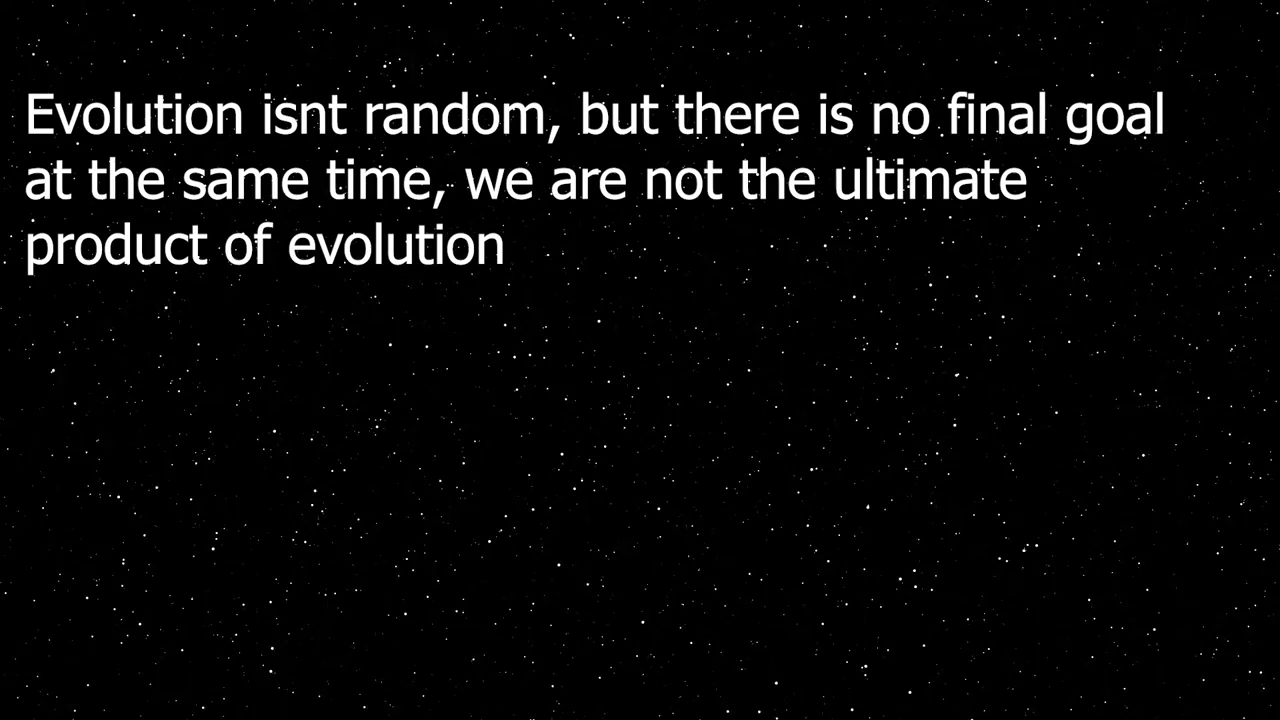 Evolution isnt random, but there is no final goal
at the same time, we are not the ultimate
product of evolution